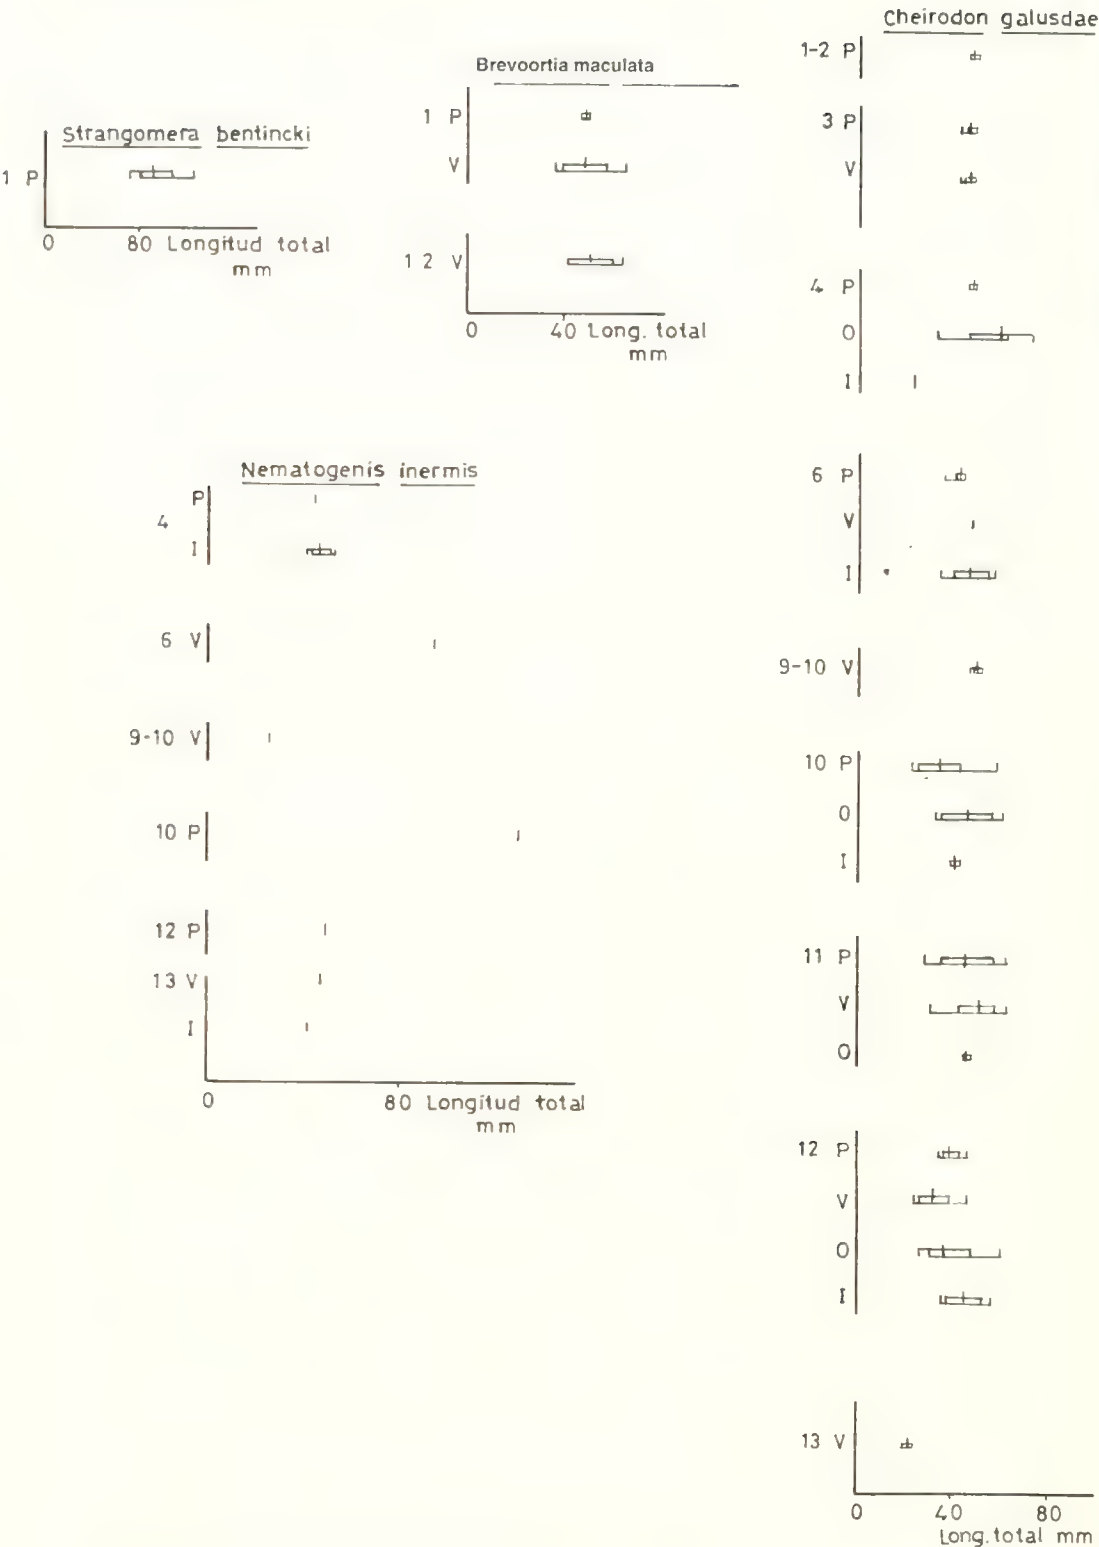 Strangomera bentincki
1 P
0 80 Longitud total
mm
Brevoortia maculata
1 P
V
1 2 V
0 40 Long. total
mm
Nematogenis inermis
P
4
I
6 V
9-10 V
10 P
12 P
13 V
I
0 80 Longitud total
mm
Cheirodon galusdae
1-2 P
3 P
V
4 P
O
I
6 P
V
I
9-10 V
10 P
O
I
11 P
V
O
12 P
V
O
I
13 V
0 40 80
Long. total mm